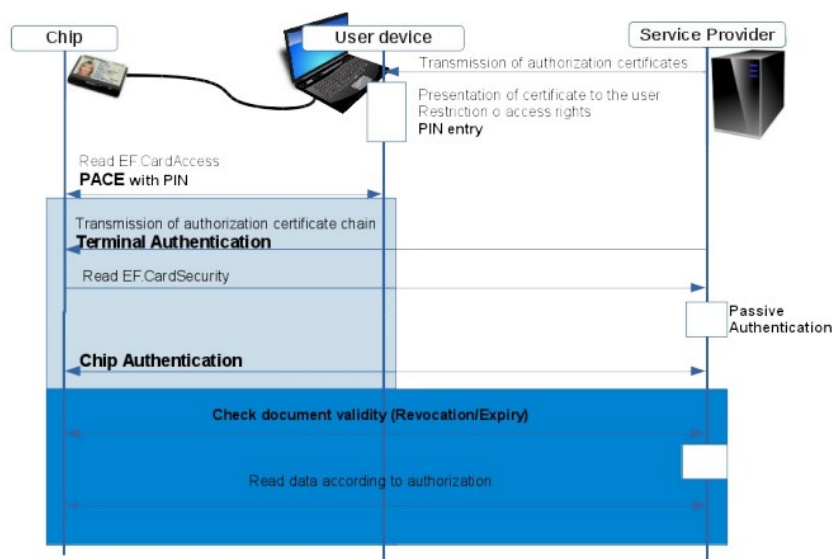 Chip
User device
Service Provider
Transmission of authorization certificates
Presentation of certificate to the user
Restriction o access rights
PIN entry
Read EF.CardAccess
PACE with PIN
Transmission of authorization certificate chain
Terminal Authentication
Read EF.CardSecurity
Passive
Authentication
Chip Authentication
Check document validity (Revocation/Expiry)
Read data according to authorization